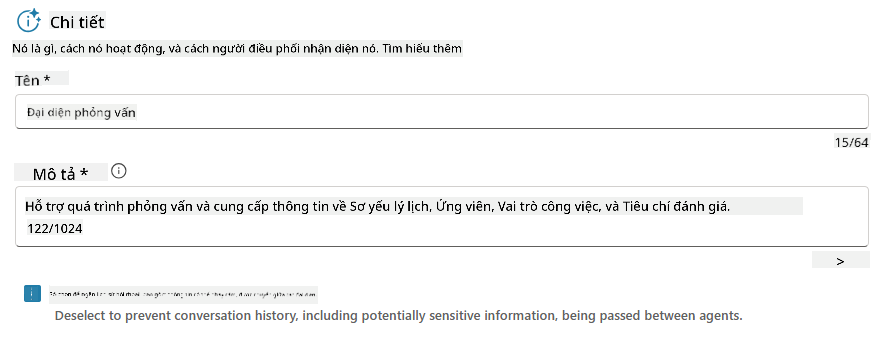 Chi tiết
Nó là gì, cách nó hoạt động, và cách người điều phối nhận diện nó. Tìm hiểu thêm
Tên *
Đại diện phỏng vấn
15/64
Mô tả *
Hỗ trợ quá trình phỏng vấn và cung cấp thông tin về Sơ yếu lý lịch, Ứng viên, Vai trò công việc, và Tiêu chí đánh giá.
122/1024
>
Deselect to prevent conversation history, including potentially sensitive information, being passed between agents.